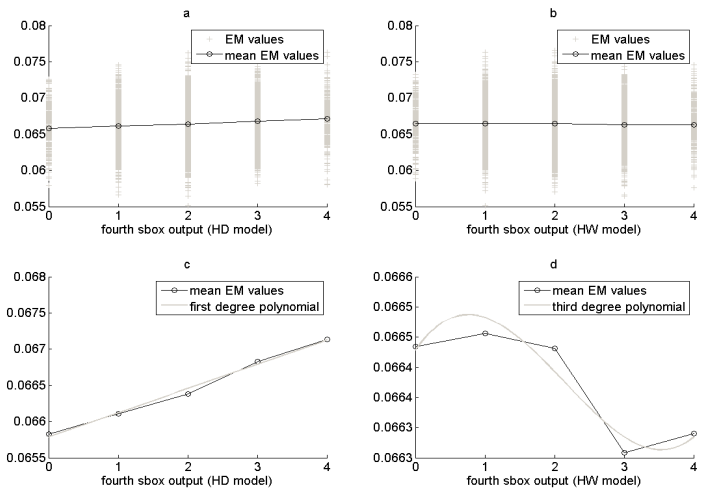 a
0.08
0.075
0.07
0.065
0.06
0.055
EM values
mean EM values
0 1 2 3 4
fourth sbox output (HD model)
b
0.08
0.075
0.07
0.065
0.06
0.055
EM values
mean EM values
0 1 2 3 4
fourth sbox output (HW model)
c
0.068
0.0675
0.067
0.0665
0.066
0.0655
mean EM values
first degree polynomial
0 1 2 3 4
fourth sbox output (HD model)
d
0.0666
0.0665
0.0665
0.0664
0.0664
0.0663
0.0663
mean EM values
third degree polynomial
0 1 2 3 4
fourth sbox output (HW model)